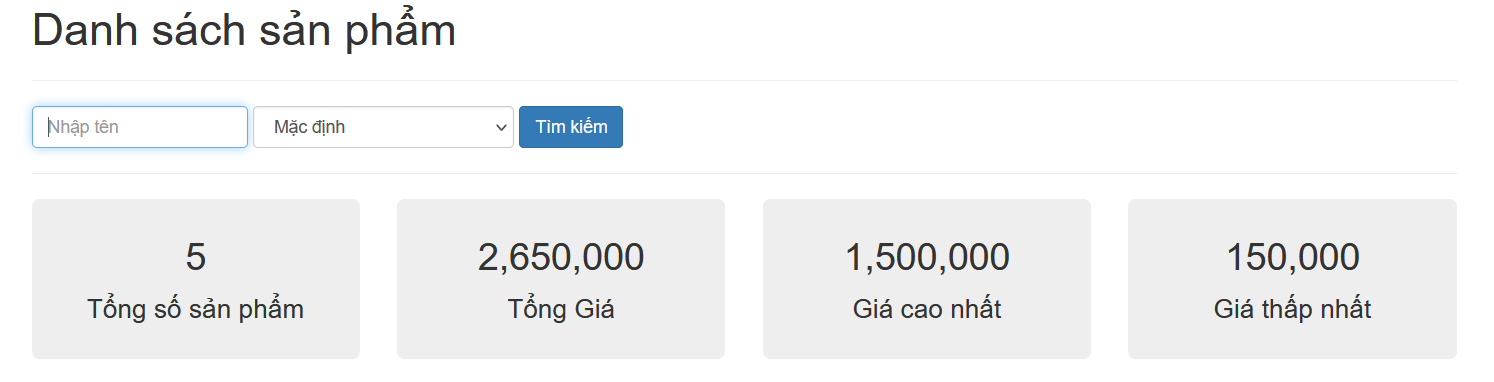 Danh sách sản phẩm
Nhập tên
Mặc định
Tìm kiếm
5
Tổng số sản phẩm
2,650,000
Tổng Giá
1,500,000
Giá cao nhất
150,000
Giá thấp nhất